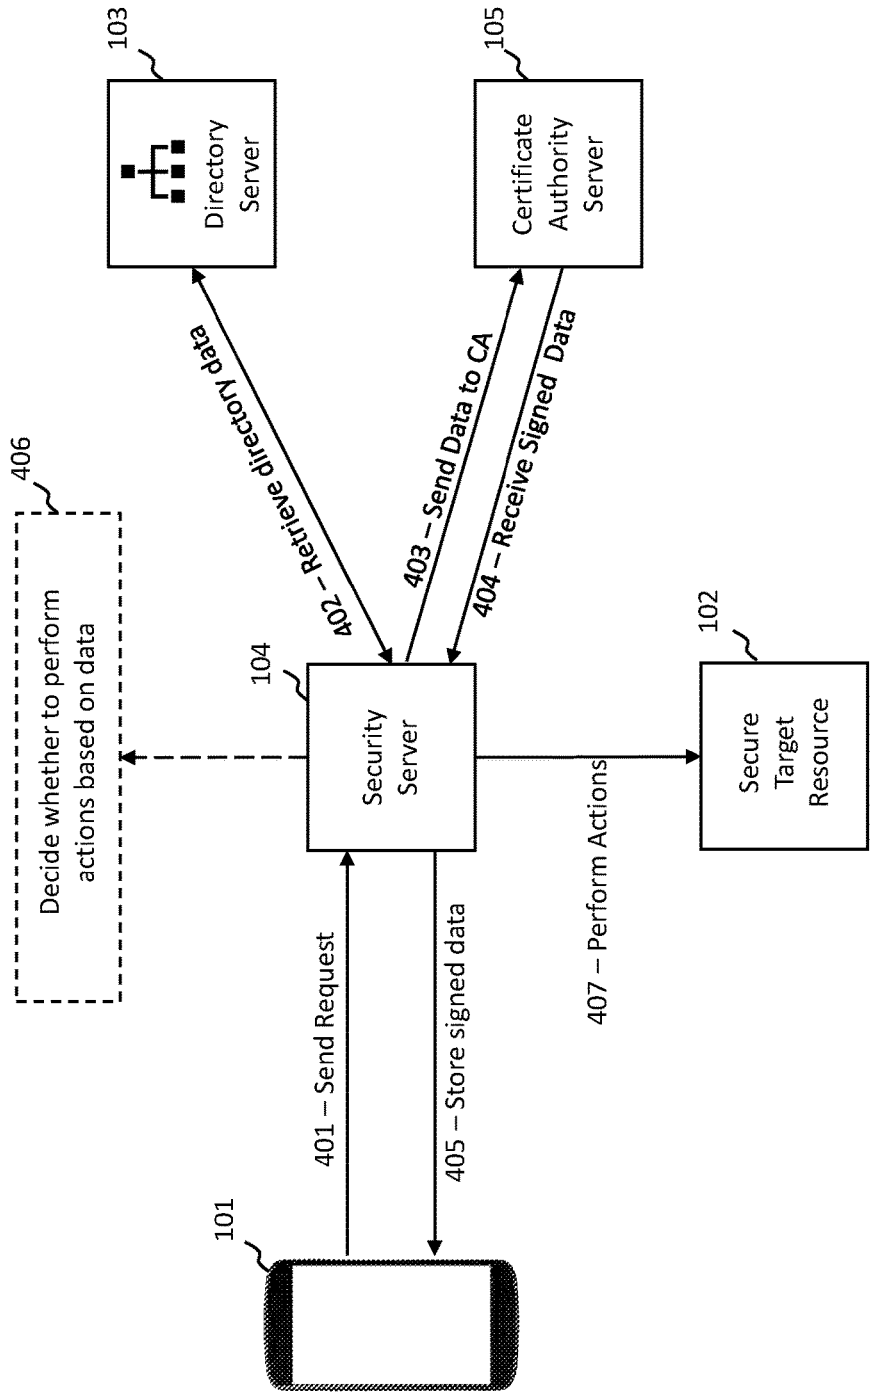 406
Decide whether to perform
actions based on data
103
Directory
Server
402 – Retrieve directory data
101
401 – Send Request
104
Security
Server
403 – Send Data to CA
105
Certificate
Authority
Server
404 – Receive Signed Data
405 – Store signed data
407 – Perform Actions
102
Secure
Target
Resource